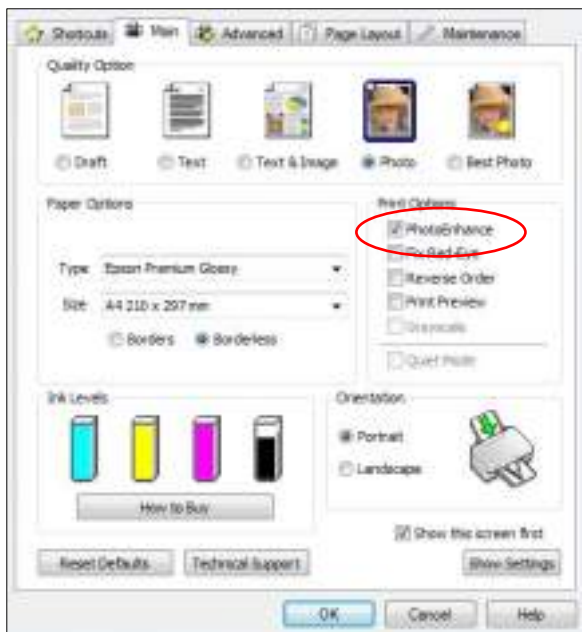 Shortcuts Main Advanced Page Layout Maintenance
Quality Option
Draft Text Text & Image Photo Best Photo
Paper Options
Type Epson Premium Glossy
Size A4 210 x 297 mm
Borders Borderless
Print Options
PhotoEnhance
Fix Red-Eye
Reverse Order
Print Preview
Grayscale
Quiet Mode
Ink Levels
How to Buy
Orientation
Portrait
Landscape
Show this screen first
Reset Defaults Technical Support Show Settings
OK Cancel Help